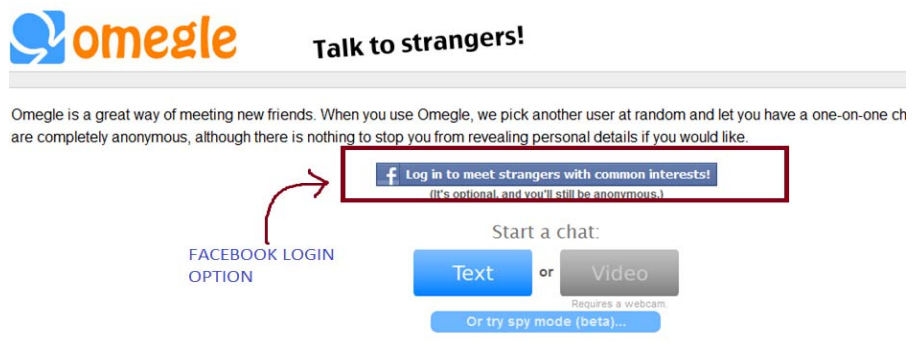 omegle
Talk to strangers!
Omegle is a great way of meeting new friends. When you use Omegle, we pick another user at random and let you have a one-on-one ch
are completely anonymous, although there is nothing to stop you from revealing personal details if you would like.
f Log in to meet strangers with common interests!
(It's optional, and you'll still be anonymous.)
FACEBOOK LOGIN
OPTION
Start a chat:
Text or Video
Requires a webcam.
Or try spy mode (beta)...